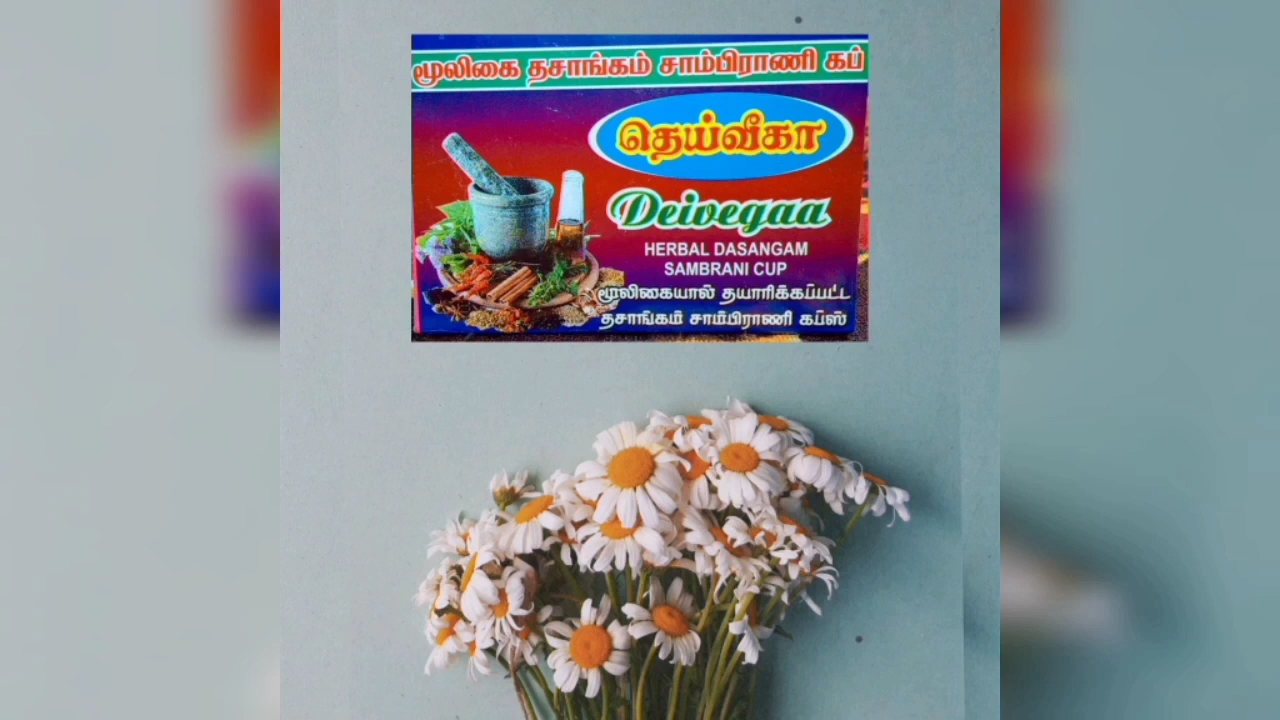 மூலிகை தசாங்கம் சாம்பிராணி கப்
தெய்வீகா
Deivegaa
HERBAL DASANGAM
SAMBRANI CUP
மூலிகையால் தயாரிக்கப்பட்ட
தசாங்கம் சாம்பிராணி கப்ஸ்